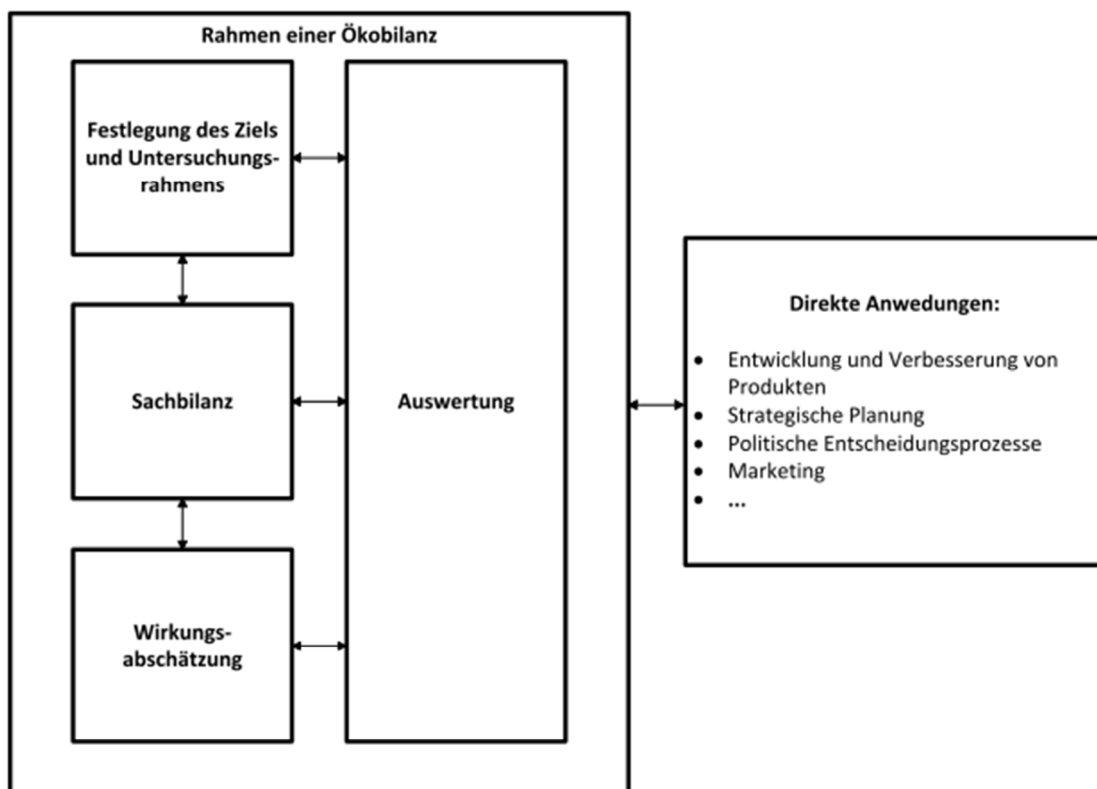 Rahmen einer Ökobilanz
Festlegung des Ziels
und Untersuchungs-
rahmens
Sachbilanz
Wirkungs-
abschätzung
Auswertung
Direkte Anwedungen:
• Entwicklung und Verbesserung von
Produkten
• Strategische Planung
• Politische Entscheidungsprozesse
• Marketing
• ...